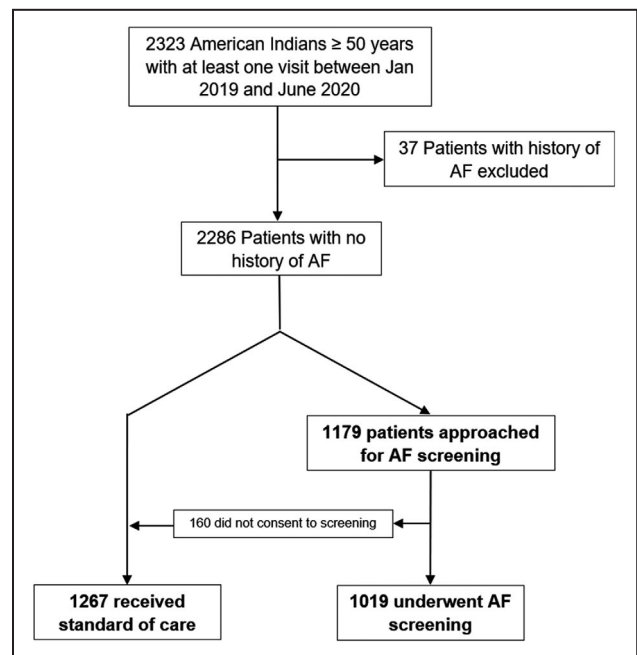 2323 American Indians ≥ 50 years
with at least one visit between Jan
2019 and June 2020
37 Patients with history of
AF excluded
2286 Patients with no
history of AF
1179 patients approached
for AF screening
160 did not consent to screening
1267 received
standard of care
1019 underwent AF
screening